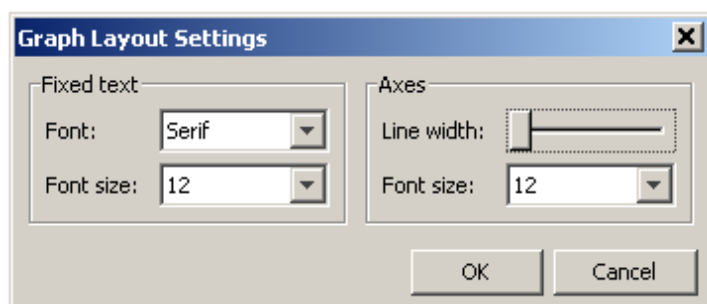 Graph Layout Settings
Fixed text
Font: Serif
Font size: 12
Axes
Line width:
Font size: 12
OK Cancel